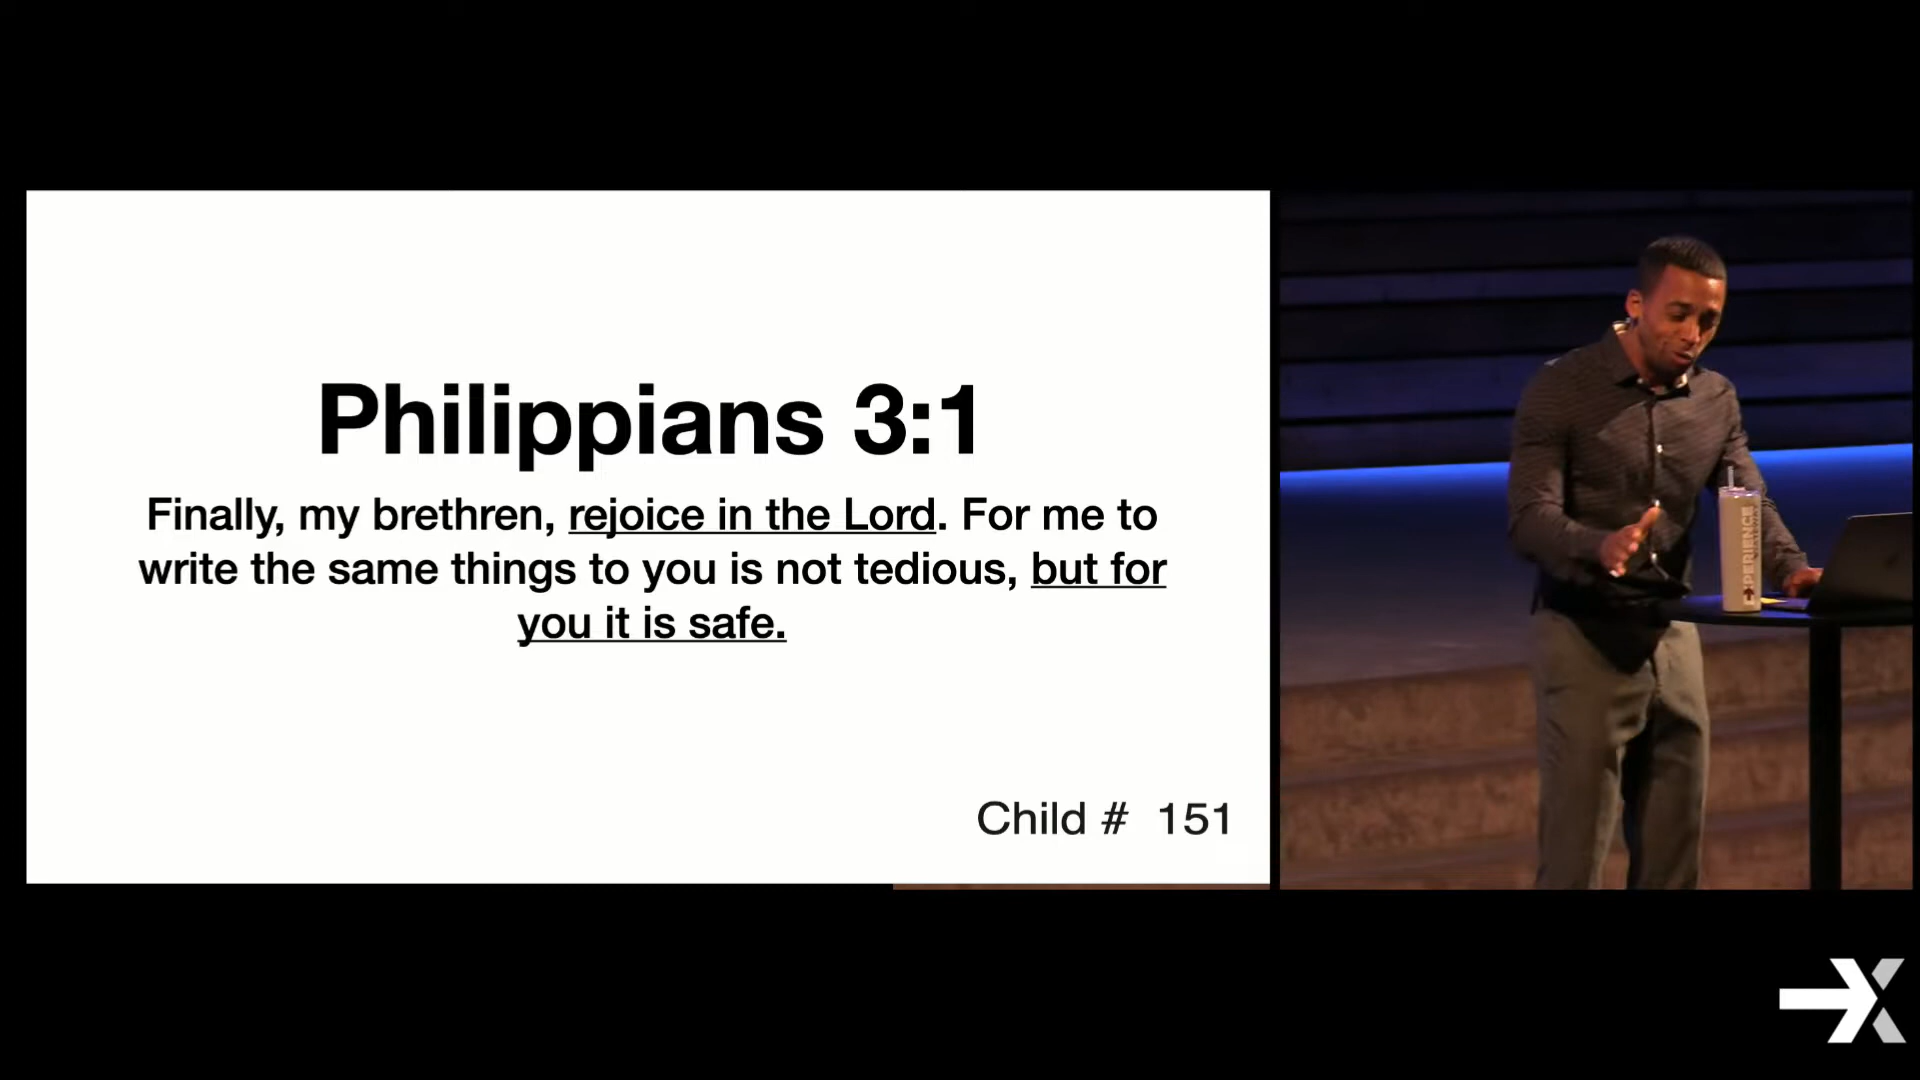 Philippians 3:1
Finally, my brethren, rejoice in the Lord. For me to
write the same things to you is not tedious, but for
you it is safe.
Child # 151
EXPERIENCE
X